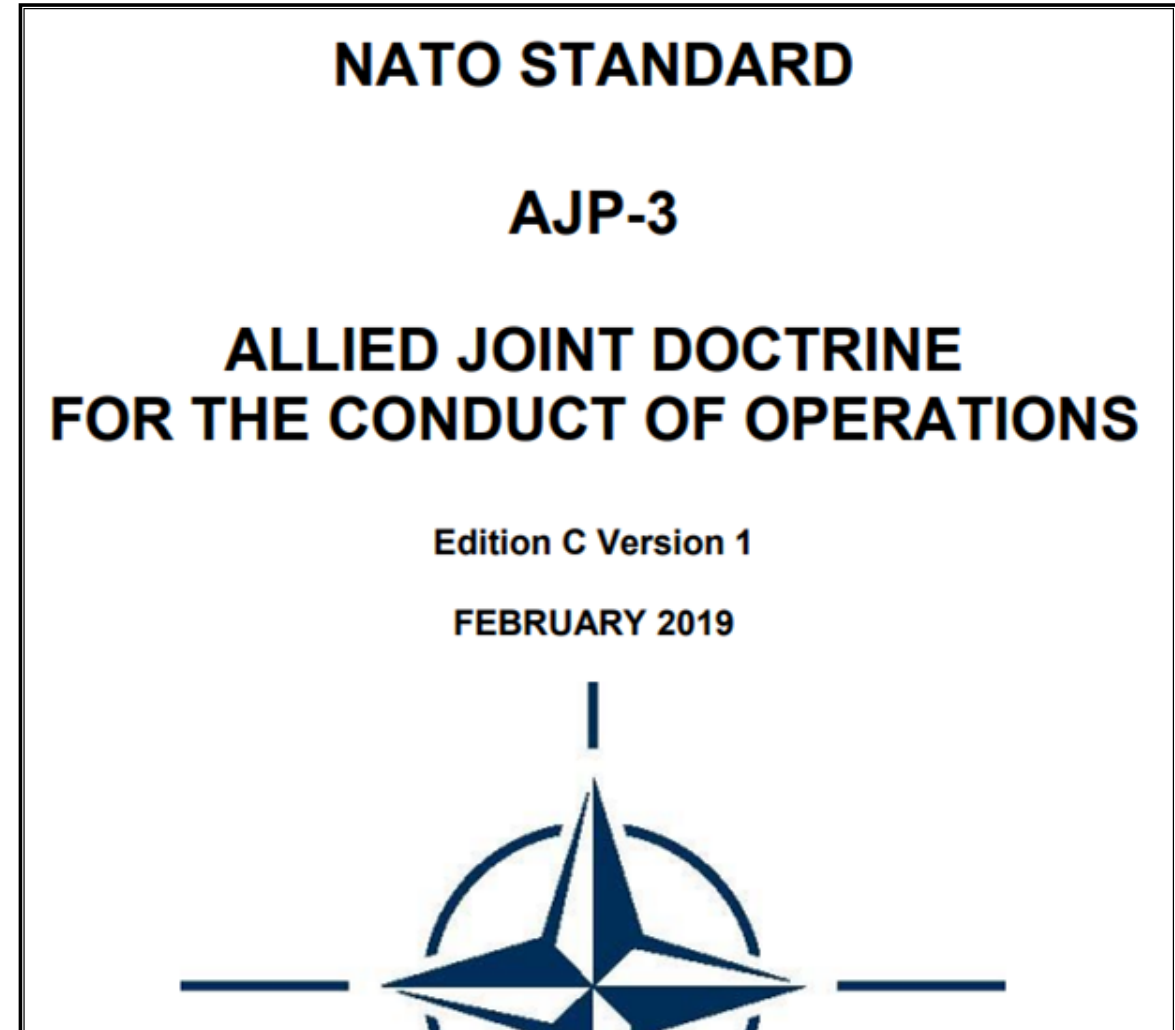 NATO STANDARD
AJP-3
ALLIED JOINT DOCTRINE
FOR THE CONDUCT OF OPERATIONS
Edition C Version 1
FEBRUARY 2019